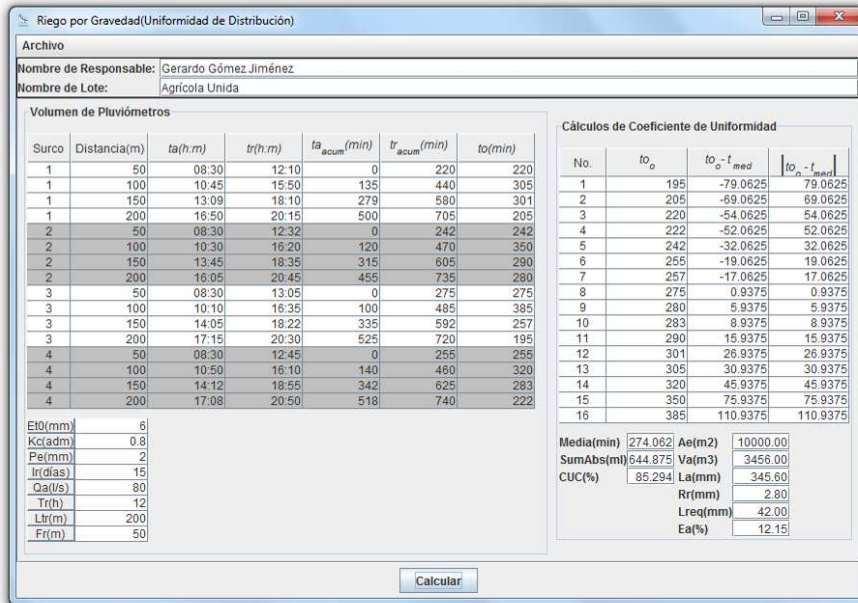 Riego por Gravedad(Uniformidad de Distribución)
Archivo
Nombre de Responsable: Gerardo Gómez Jiménez
Nombre de Lote: Agrícola Unida
Volumen de Pluviómetros
Surco Distancia(m) ta(h:m) tr(h:m) ta acum (min) tr acum (min) to(min)
1 50 08:30 12:10 0 220 220
1 100 10:45 15:50 135 440 305
1 150 13:09 18:10 279 580 301
1 200 16:50 20:15 500 705 205
2 50 08:30 12:32 0 242 242
2 100 10:30 16:20 120 470 350
2 150 13:45 18:35 315 605 290
2 200 16:05 20:45 455 735 280
3 50 08:30 13:05 0 275 275
3 100 10:10 16:35 100 485 385
3 150 14:05 18:22 335 592 257
3 200 17:15 20:30 525 720 195
4 50 08:30 12:45 0 255 255
4 100 10:50 16:10 140 460 320
4 150 14:12 18:55 342 625 283
4 200 17:08 20:50 518 740 222
Et0(mm) 6
Kc(adm) 0.8
Pe(mm) 2
Ir(días) 15
Qa(l/s) 80
Tr(h) 12
Ltr(m) 200
Fr(m) 50
Cálculos de Coeficiente de Uniformidad
No. to o to o - t med |to o - t med|
1 195 -79.0625 79.0625
2 205 -69.0625 69.0625
3 220 -54.0625 54.0625
4 222 -52.0625 52.0625
5 242 -32.0625 32.0625
6 255 -19.0625 19.0625
7 257 -17.0625 17.0625
8 275 0.9375 0.9375
9 280 5.9375 5.9375
10 283 8.9375 8.9375
11 290 15.9375 15.9375
12 301 26.9375 26.9375
13 305 30.9375 30.9375
14 320 45.9375 45.9375
15 350 75.9375 75.9375
16 385 110.9375 110.9375
Media(min) 274.062 Ae(m2) 10000.00
SumAbs(ml) 644.875 Va(m3) 3456.00
CUC(%) 85.294 La(mm) 345.60
Rr(mm) 2.80
Lreq(mm) 42.00
Ea(%) 12.15
Calcular